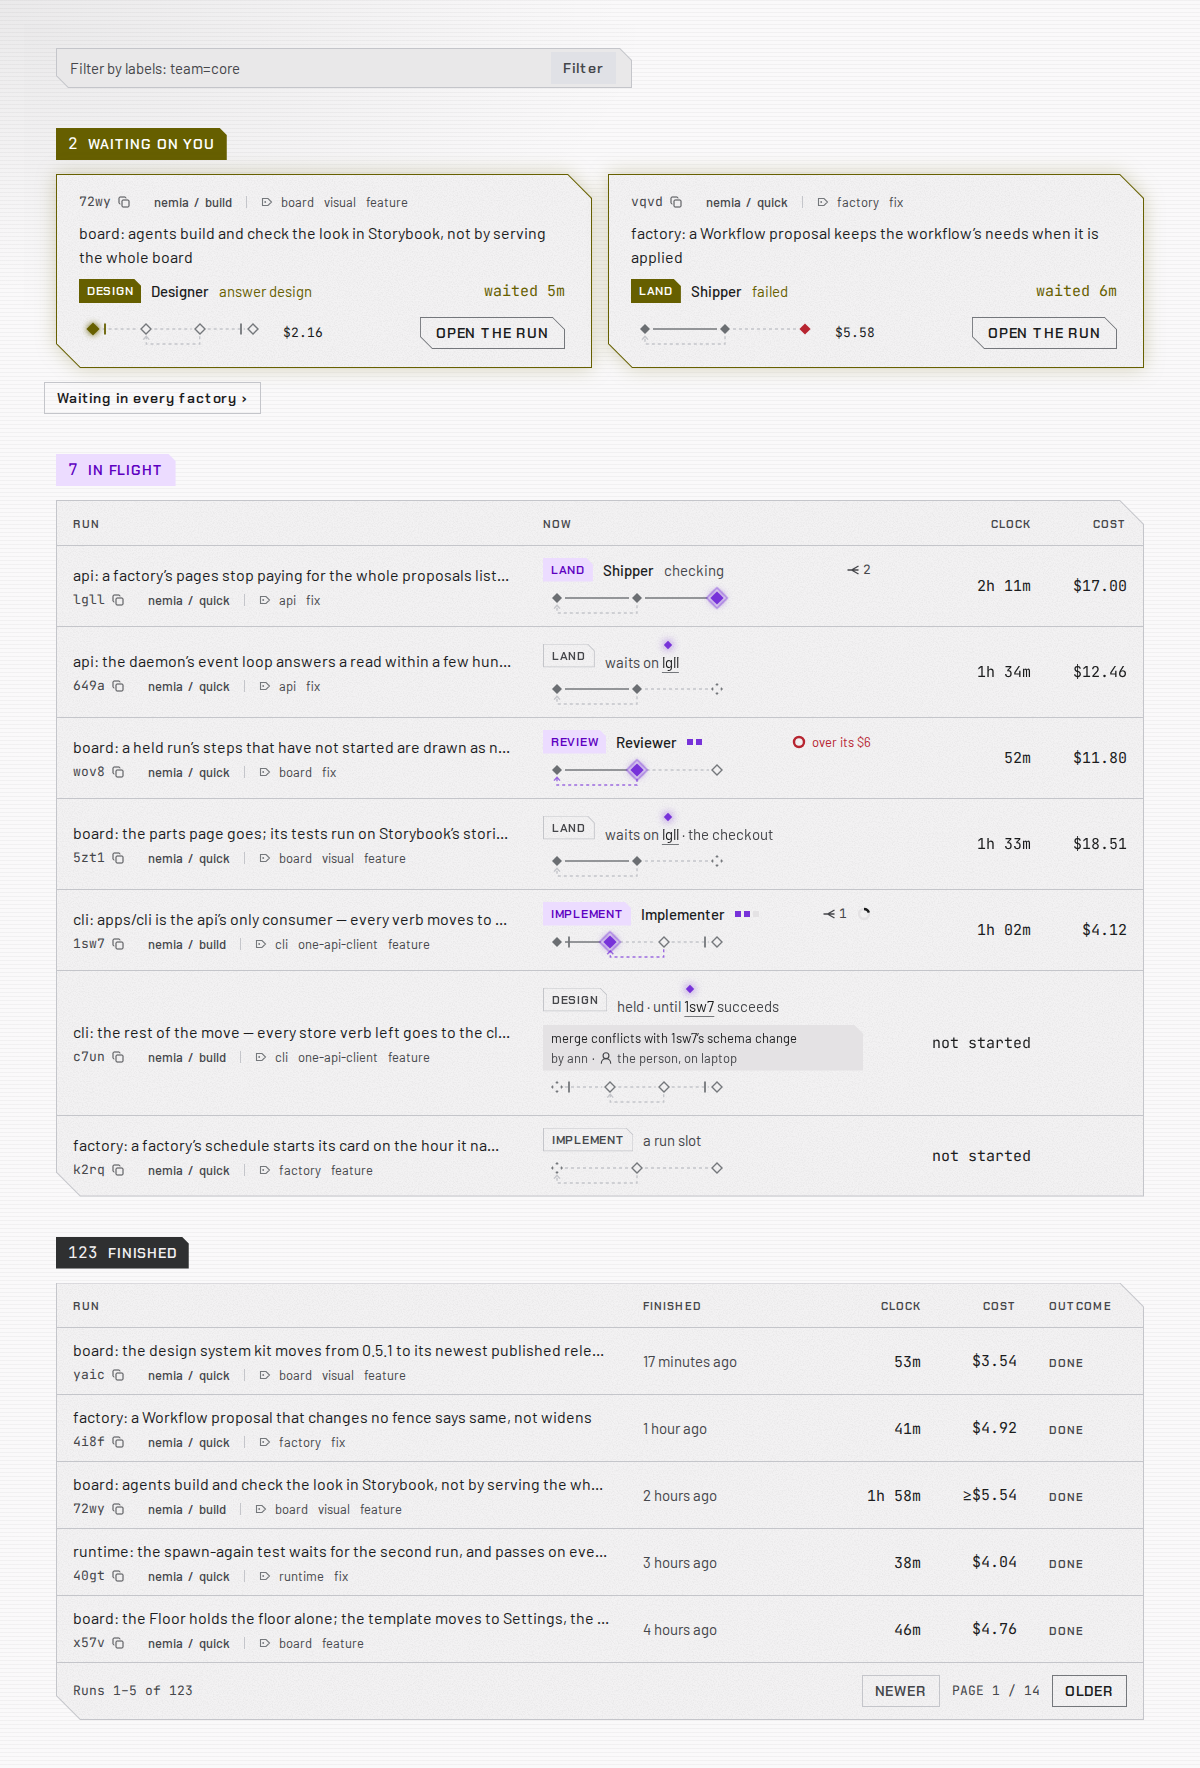 Filter by labels: team=core Filter
2 WAITING ON YOU
72wy nemla / build board visual feature
board: agents build and check the look in Storybook, not by serving
the whole board
DESIGN Designer answer design waited 5m
$2.16 OPEN THE RUN
vqvd nemla / quick factory fix
factory: a Workflow proposal keeps the workflow's needs when it is
applied
LAND Shipper failed waited 6m
$5.58 OPEN THE RUN
Waiting in every factory ›
7 IN FLIGHT
RUN NOW CLOCK COST
api: a factory's pages stop paying for the whole proposals list...
lgll nemla / quick api fix
LAND Shipper checking 2
2h 11m $17.00
api: the daemon's event loop answers a read within a few hun...
649a nemla / quick api fix
LAND waits on lgll
1h 34m $12.46
board: a held run's steps that have not started are drawn as n...
wov8 nemla / quick board fix
REVIEW Reviewer over its $6
52m $11.80
board: the parts page goes; its tests run on Storybook's stori...
5zt1 nemla / quick board visual feature
LAND waits on lgll · the checkout
1h 33m $18.51
cli: apps/cli is the api's only consumer — every verb moves to ...
1sw7 nemla / build cli one-api-client feature
IMPLEMENT Implementer 1
1h 02m $4.12
cli: the rest of the move — every store verb left goes to the cl...
c7un nemla / build cli one-api-client feature
DESIGN held · until 1sw7 succeeds
merge conflicts with 1sw7's schema change
by ann · the person, on laptop
not started
factory: a factory's schedule starts its card on the hour it na...
k2rq nemla / quick factory feature
IMPLEMENT a run slot
not started
123 FINISHED
RUN FINISHED CLOCK COST OUTCOME
board: the design system kit moves from 0.5.1 to its newest published rele...
yaic nemla / quick board visual feature
17 minutes ago 53m $3.54 DONE
factory: a Workflow proposal that changes no fence says same, not widens
4i8f nemla / quick factory fix
1 hour ago 41m $4.92 DONE
board: agents build and check the look in Storybook, not by serving the wh...
72wy nemla / build board visual feature
2 hours ago 1h 58m ≥$5.54 DONE
runtime: the spawn-again test waits for the second run, and passes on eve...
40gt nemla / quick runtime fix
3 hours ago 38m $4.04 DONE
board: the Floor holds the floor alone; the template moves to Settings, the ...
x57v nemla / quick board feature
4 hours ago 46m $4.76 DONE
Runs 1–5 of 123 NEWER PAGE 1 / 14 OLDER